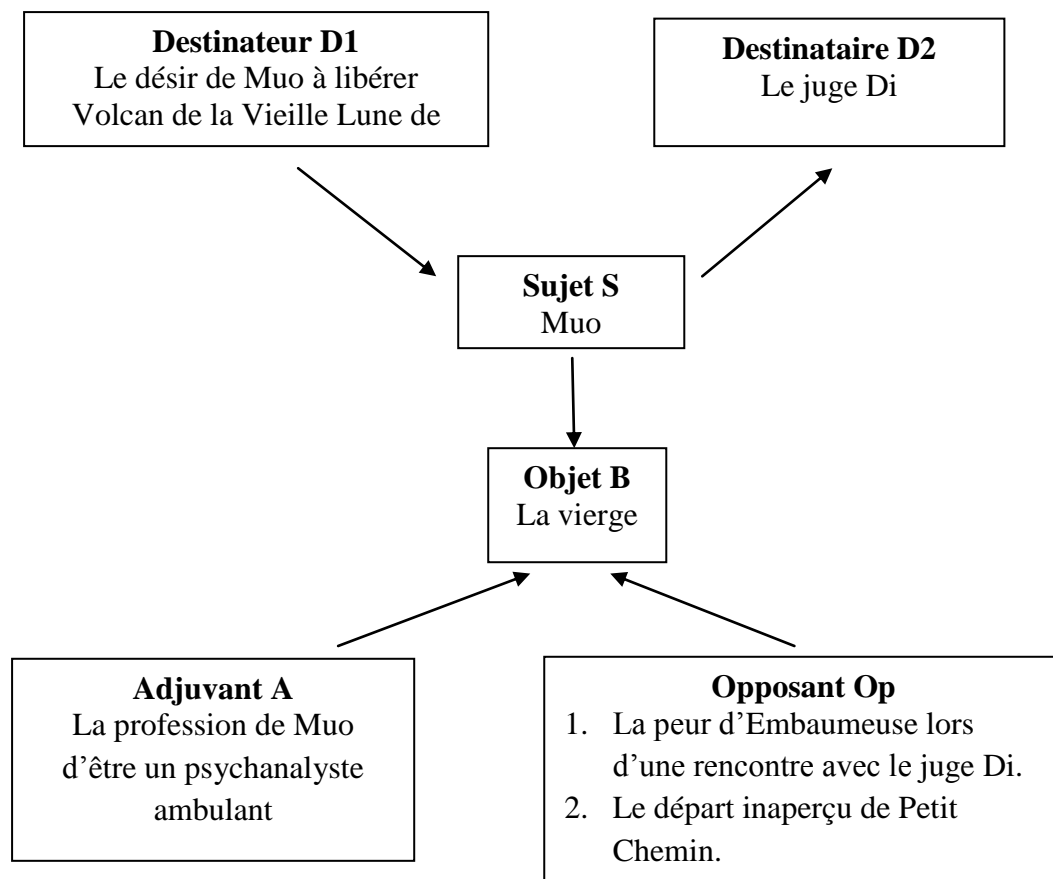 Destinateur D1
Le désir de Muo à libérer
Volcan de la Vieille Lune de
Destinataire D2
Le juge Di
Sujet S
Muo
Objet B
La vierge
Adjuvant A
La profession de Muo
d’être un psychanalyste
ambulant
Opposant Op
1. La peur d’Embaumeuse lors
d’une rencontre avec le juge Di.
2. Le départ inaperçu de Petit
Chemin.